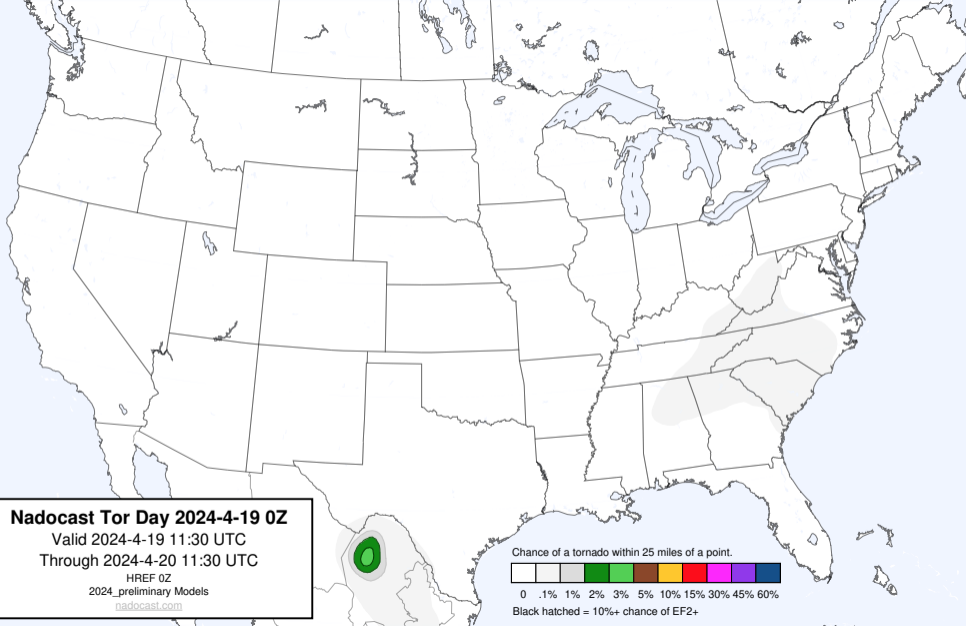 Nadocast Tor Day 2024-4-19 0Z
Valid 2024-4-19 11:30 UTC
Through 2024-4-20 11:30 UTC
HREF 0Z
2024_preliminary Models
nadocast.com
Chance of a tornado within 25 miles of a point.
0 .1% 1% 2% 3% 5% 10% 15% 30% 45% 60%
Black hatched = 10%+ chance of EF2+